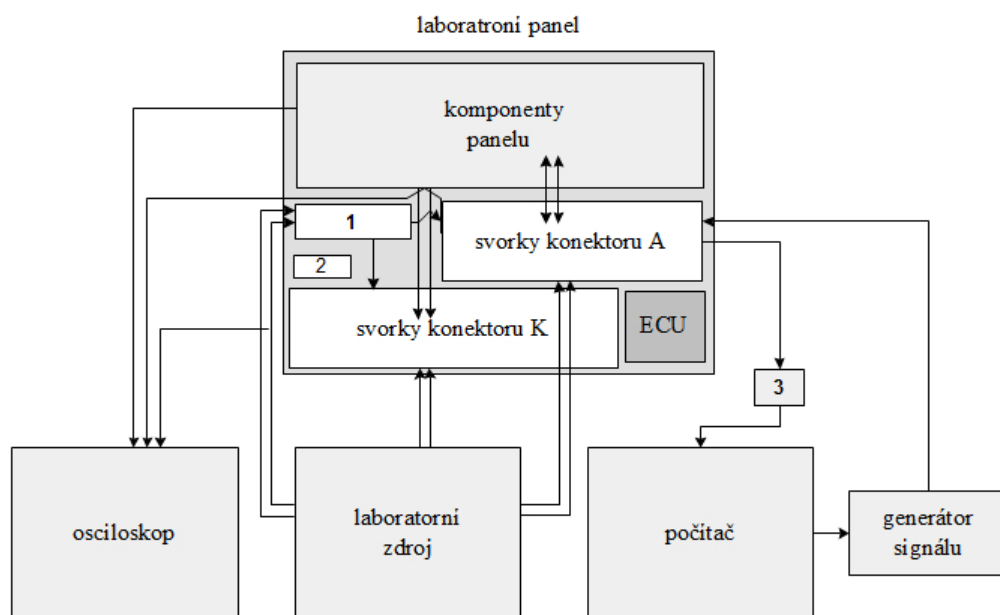 laboratroní panel
komponenty
panelu
1
svorky konektoru A
2
svorky konektoru K
ECU
3
osciloskop
laboratorní
zdroj
počítač
generátor
signálu